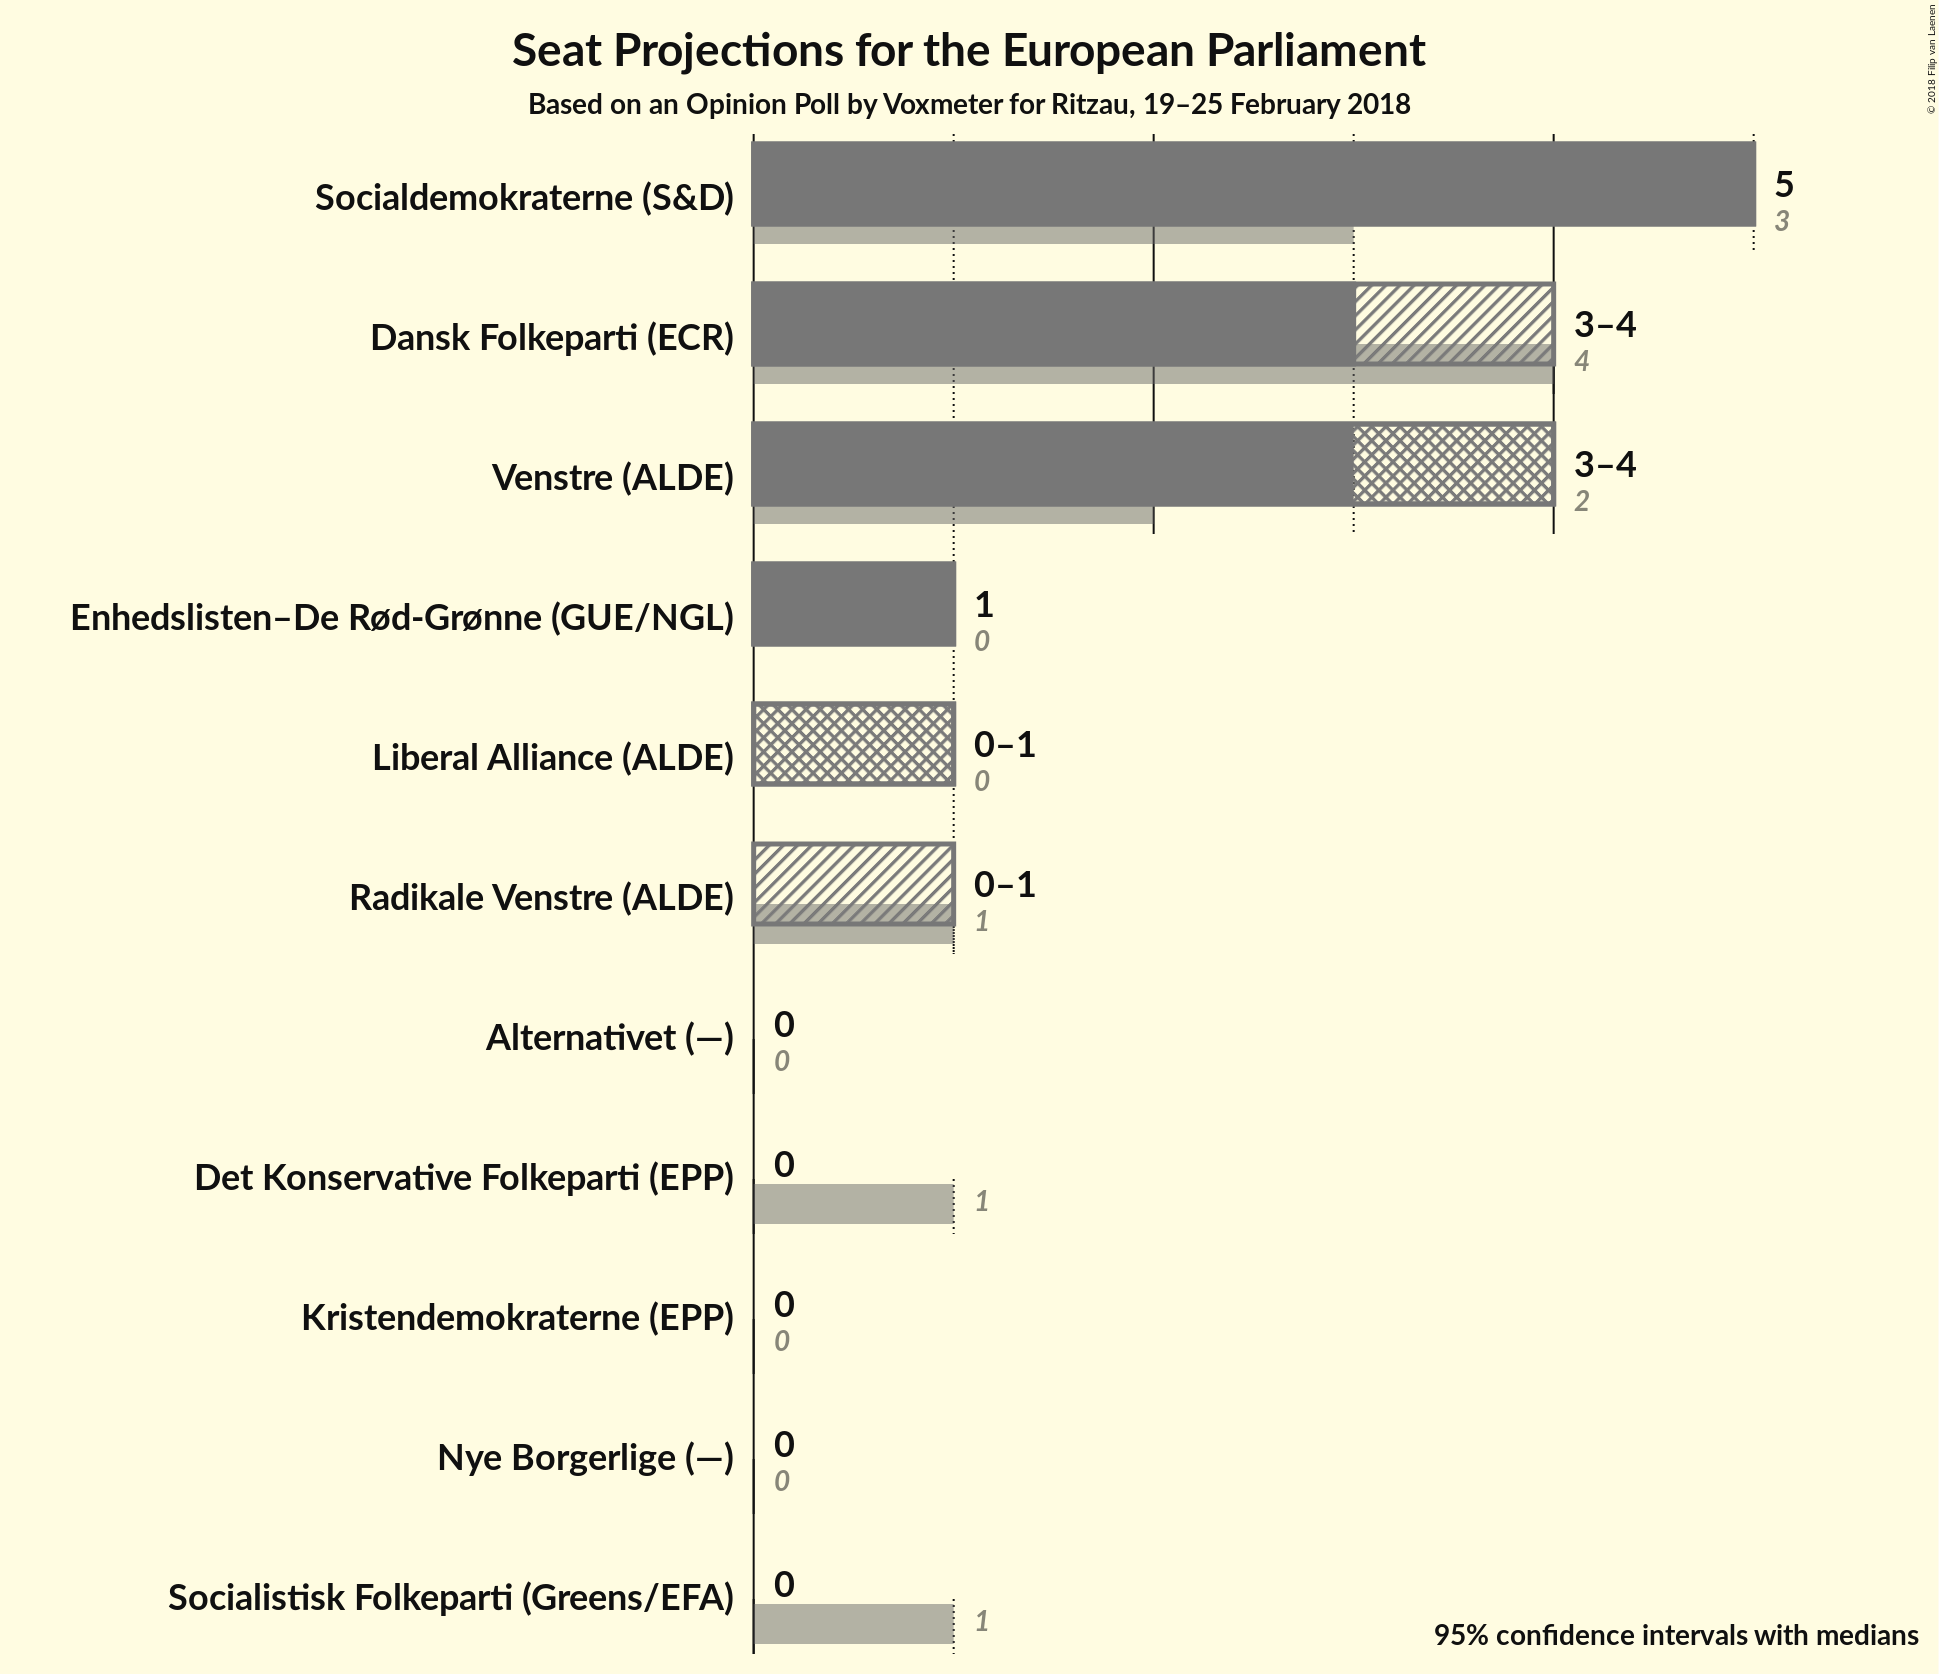 Seat Projections for the European Parliament
Based on an Opinion Poll by Voxmeter for Ritzau, 19–25 February 2018
© 2018 Filip van Laenen
Socialdemokraterne (S&D)
5
3
Dansk Folkeparti (ECR)
3–4
4
Venstre (ALDE)
3–4
2
Enhedslisten–De Rød-Grønne (GUE/NGL)
1
0
Liberal Alliance (ALDE)
0–1
0
Radikale Venstre (ALDE)
0–1
1
Alternativet (—)
0
0
Det Konservative Folkeparti (EPP)
0
1
Kristendemokraterne (EPP)
0
0
Nye Borgerlige (—)
0
0
Socialistisk Folkeparti (Greens/EFA)
0
1
95% confidence intervals with medians